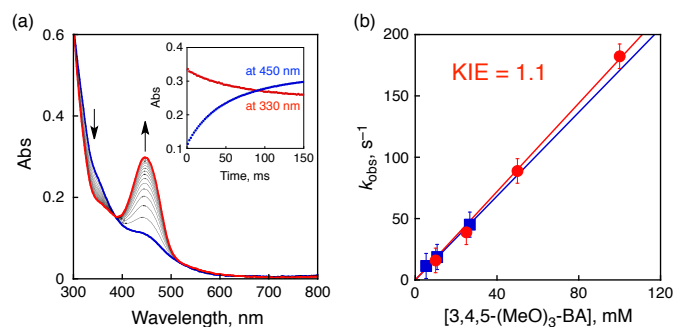 (a)
0.6
0.4
0.2
0
Abs
300 400 500 600 700 800
Wavelength, nm
0.4
0.3
0.2
0.1
Abs
at 450 nm
at 330 nm
0 50 100 150
Time, ms
(b)
200
150
100
50
0
k_obs, s⁻¹
KIE = 1.1
0 40 80 120
[3,4,5-(MeO)₃-BA], mM